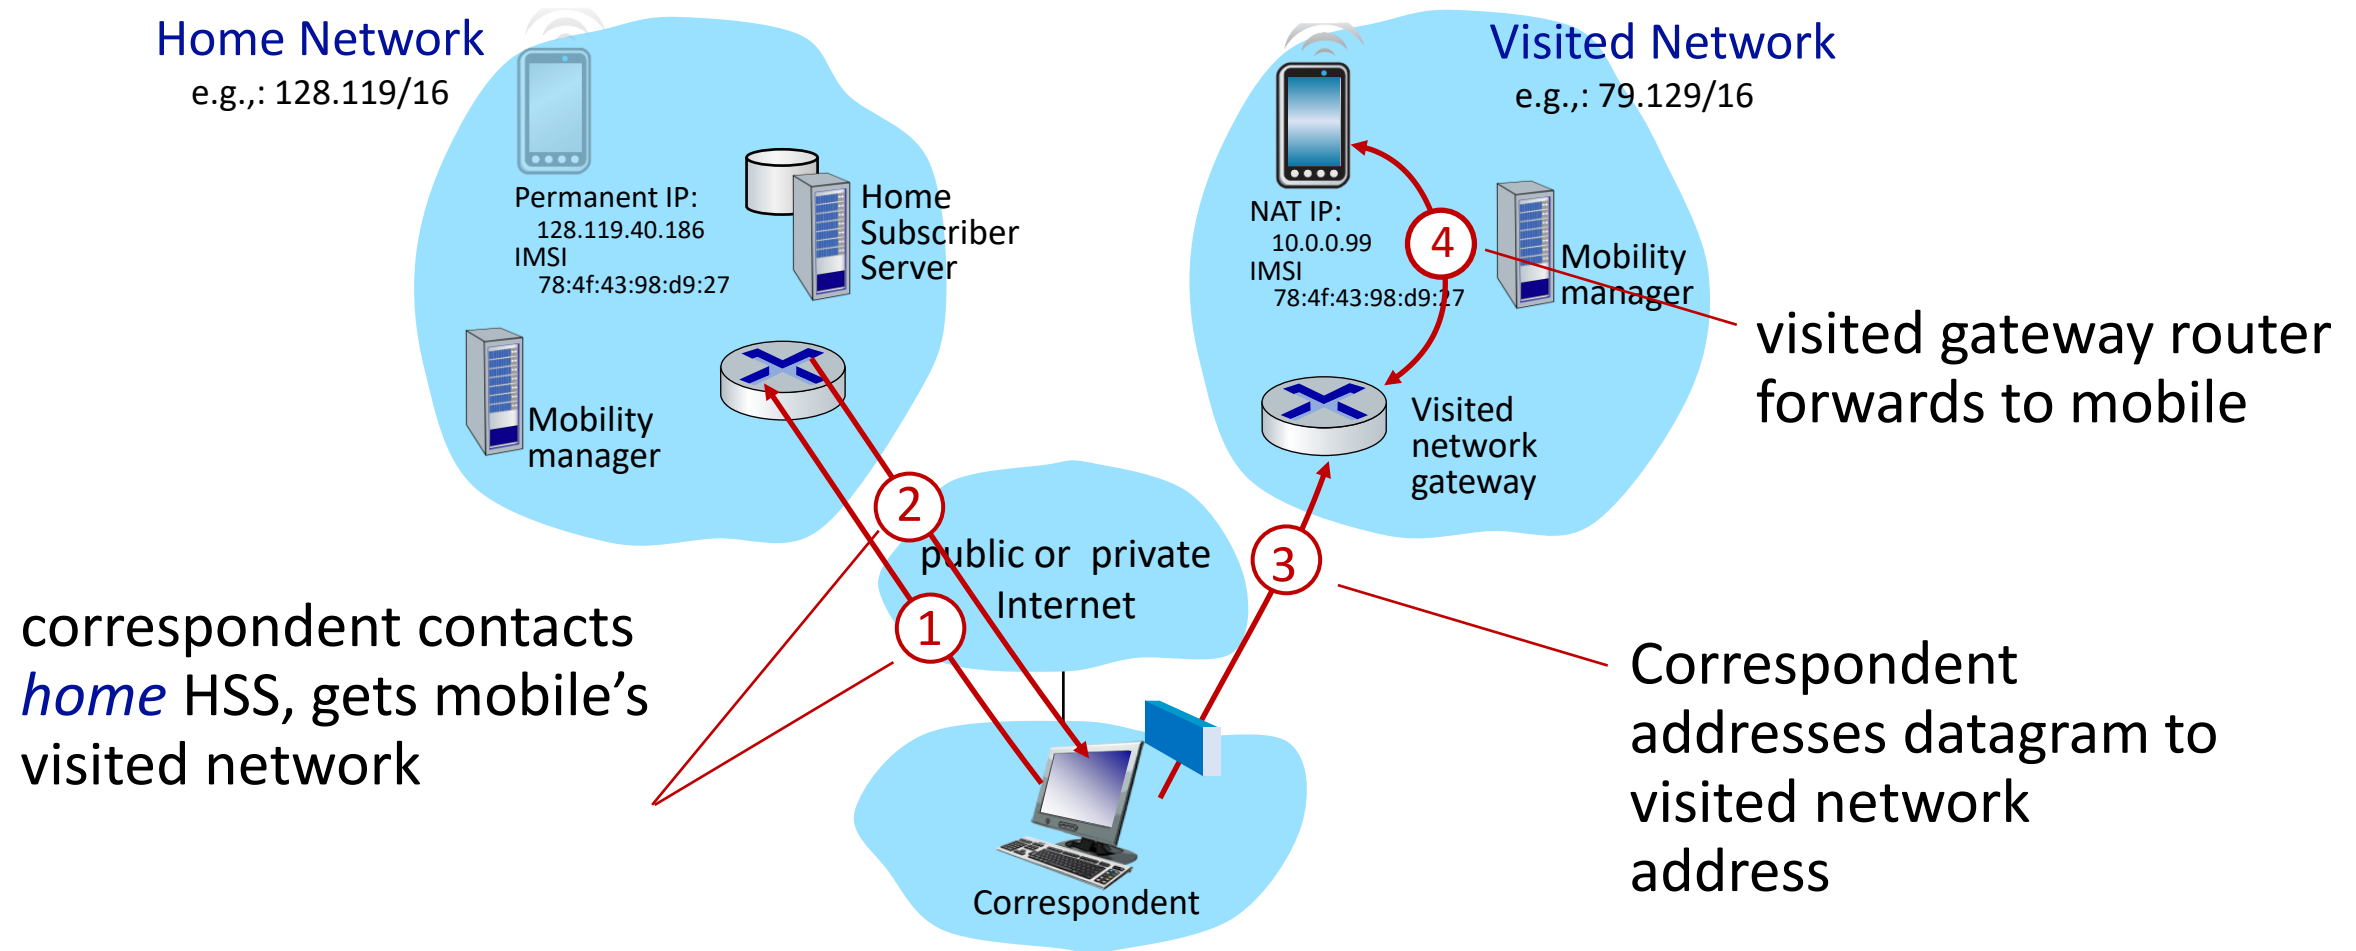 Home Network
e.g.,: 128.119/16
Visited Network
e.g.,: 79.129/16
Permanent IP:
128.119.40.186
IMSI
78:4f:43:98:d9:27
Home
Subscriber
Server
NAT IP:
10.0.0.99
IMSI
78:4f:43:98:d9:27
4
Mobility
manager
visited gateway router
forwards to mobile
Mobility
manager
Visited
network
gateway
2
public or  private
Internet
3
1
correspondent contacts
home HSS, gets mobile’s
visited network
Correspondent
addresses datagram to
visited network
address
Correspondent